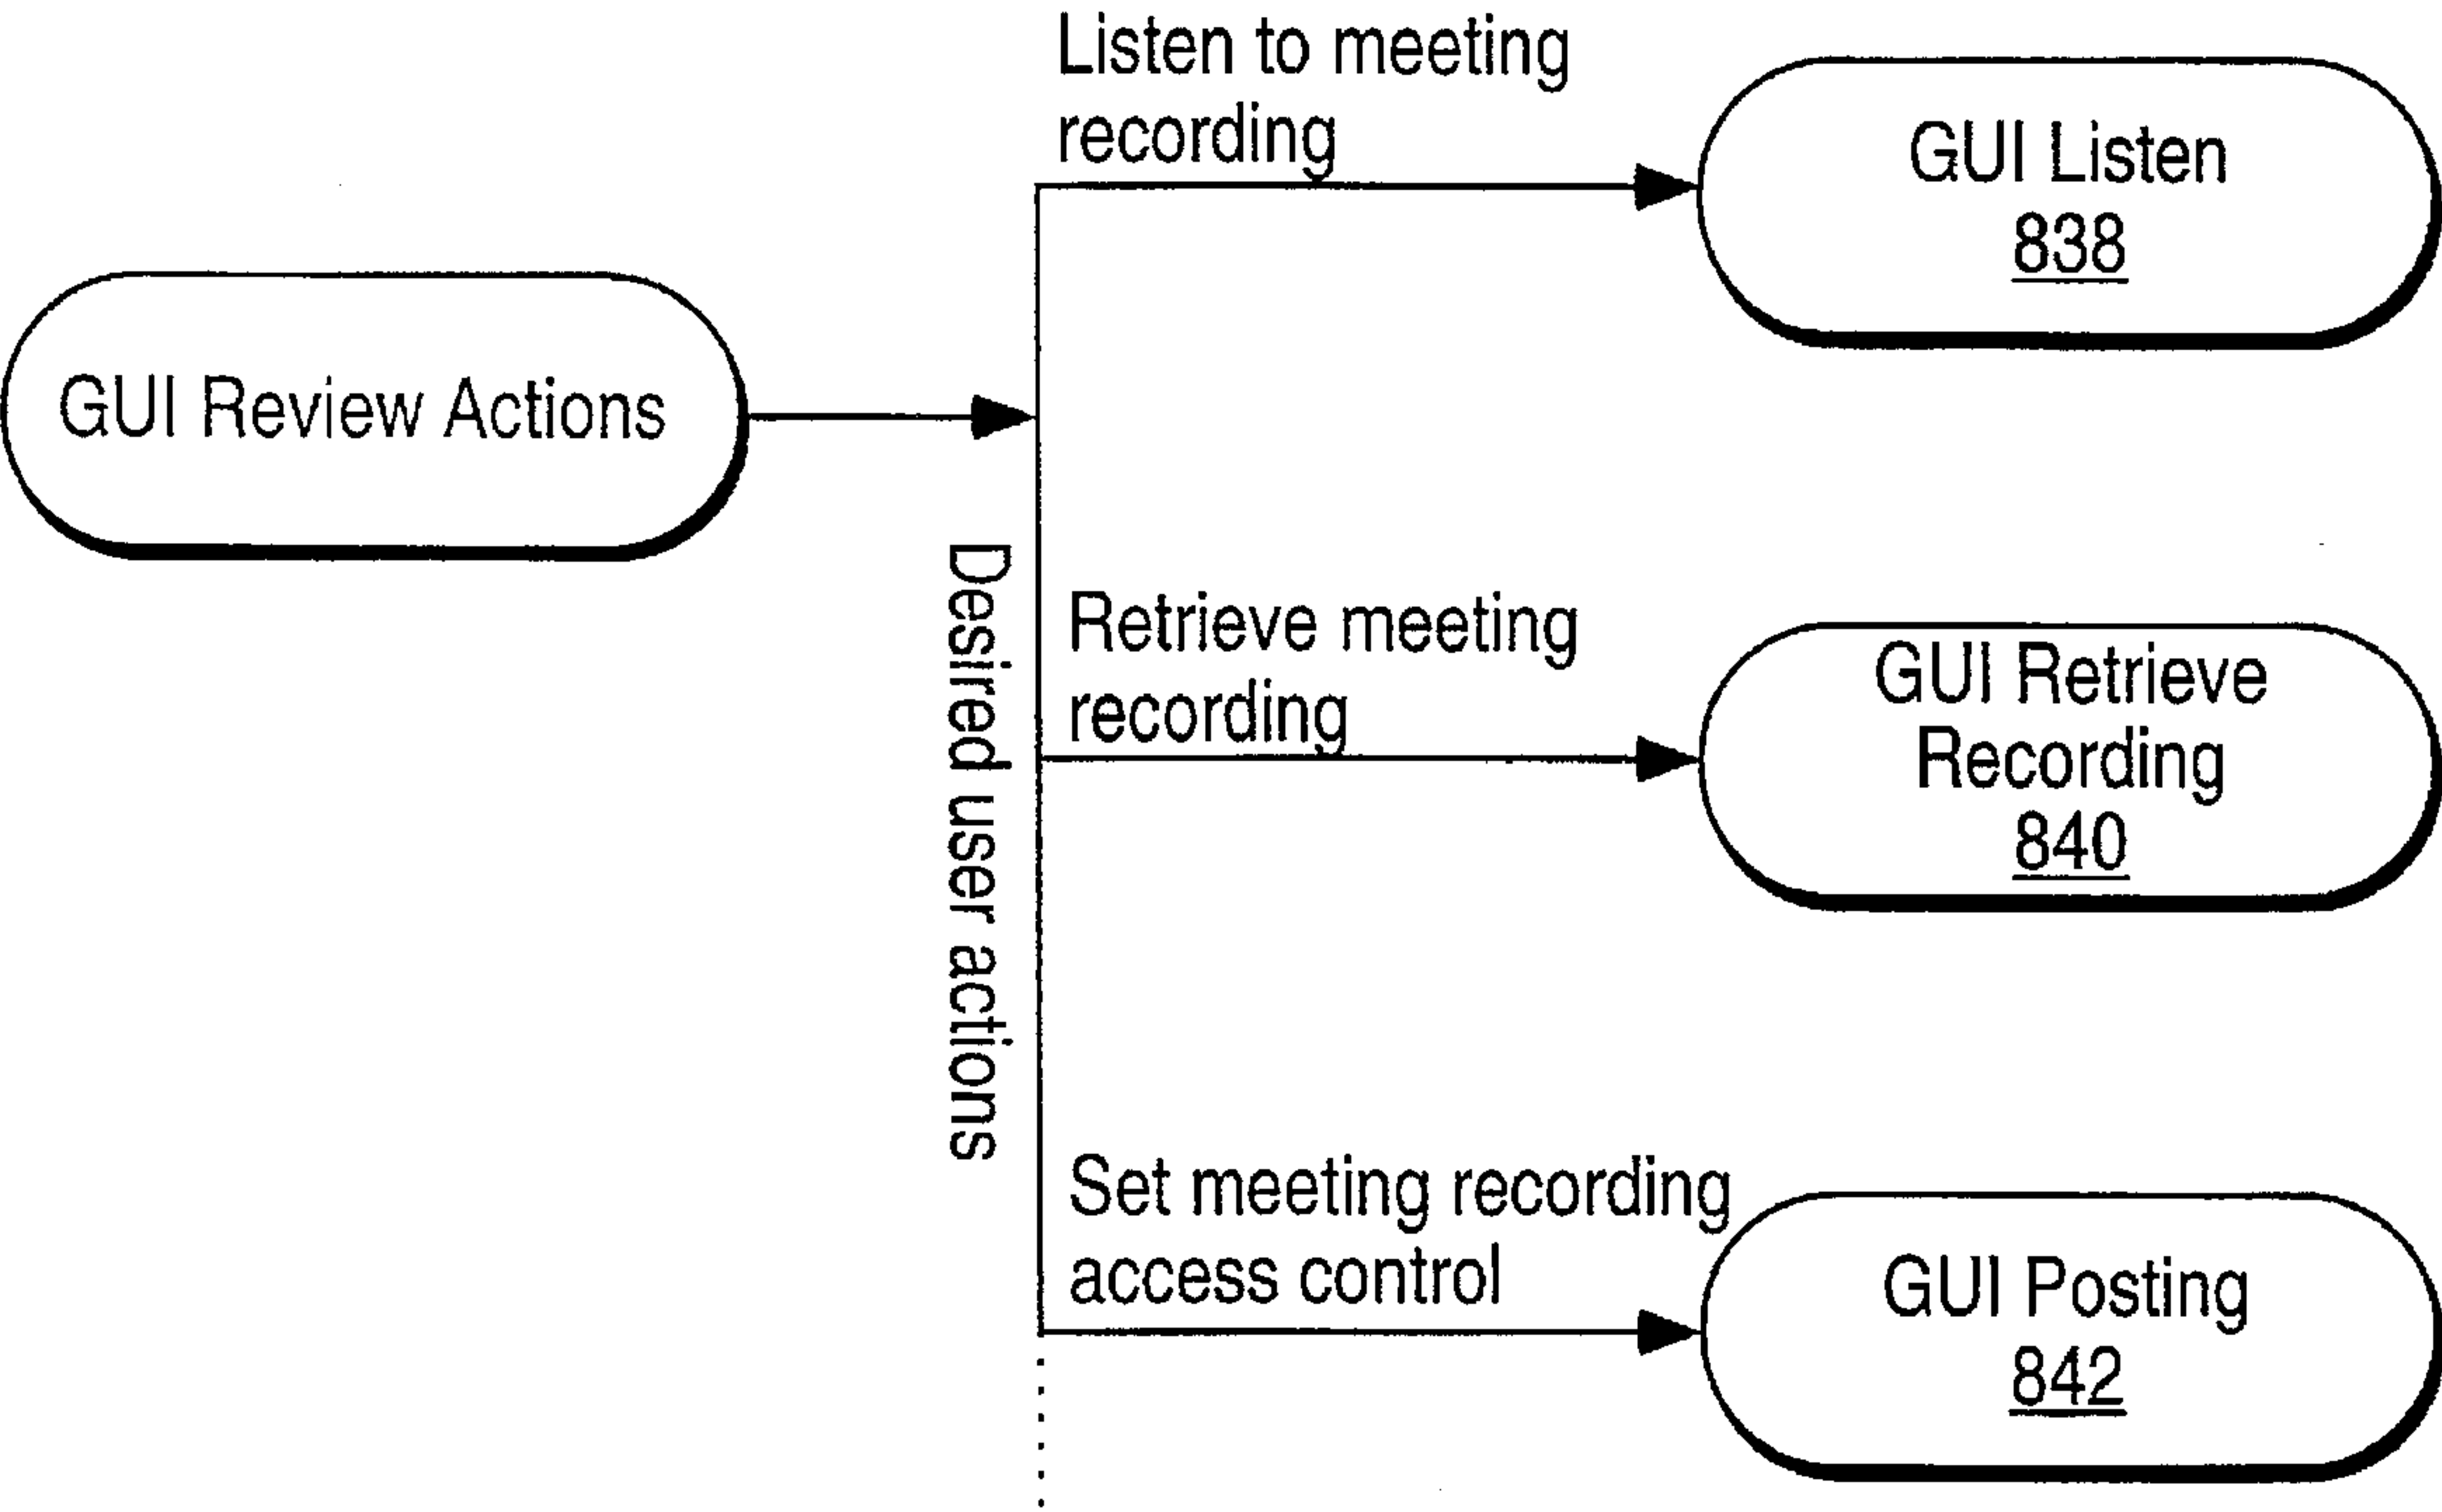 Listen to meeting
recording
GUI Listen
838
GUI Review Actions
Desired user actions
Retrieve meeting
recording
GUI Retrieve
Recording
840
Set meeting recording
access control
GUI Posting
842